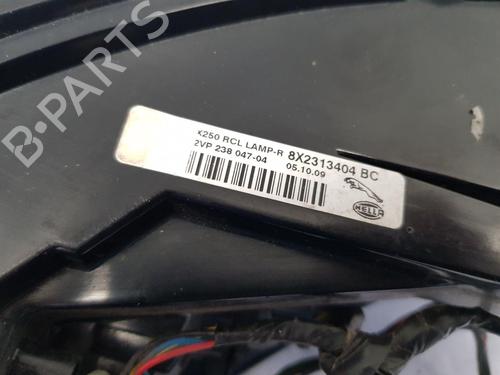 X250 RCL LAMP-R 8X2313404 BC
2VP 238 047-04 05.10.09
HELLA
B-PARTS